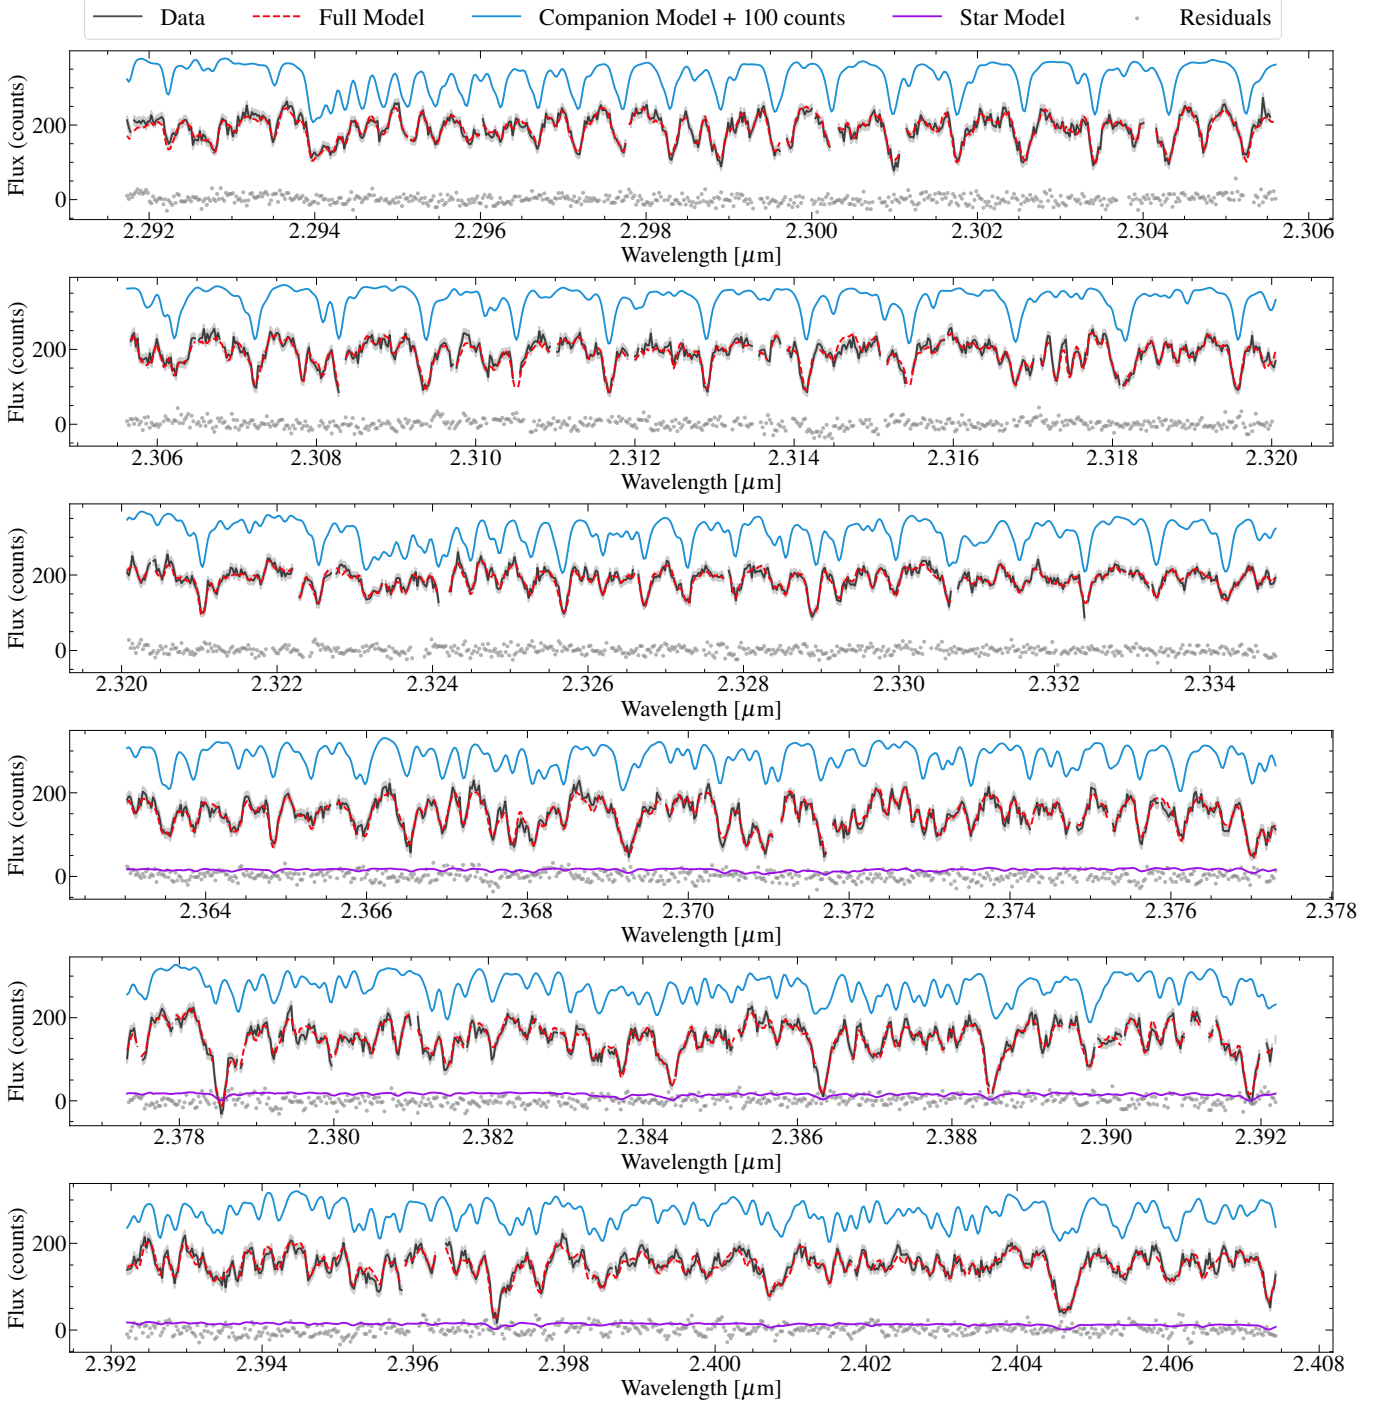 Data Full Model Companion Model + 100 counts Star Model Residuals
Flux (counts)
200
0
2.292 2.294 2.296 2.298 2.300 2.302 2.304 2.306
Wavelength [μm]
Flux (counts)
200
0
2.306 2.308 2.310 2.312 2.314 2.316 2.318 2.320
Wavelength [μm]
Flux (counts)
200
0
2.320 2.322 2.324 2.326 2.328 2.330 2.332 2.334
Wavelength [μm]
Flux (counts)
200
0
2.364 2.366 2.368 2.370 2.372 2.374 2.376 2.378
Wavelength [μm]
Flux (counts)
200
0
2.378 2.380 2.382 2.384 2.386 2.388 2.390 2.392
Wavelength [μm]
Flux (counts)
200
0
2.392 2.394 2.396 2.398 2.400 2.402 2.404 2.406 2.408
Wavelength [μm]